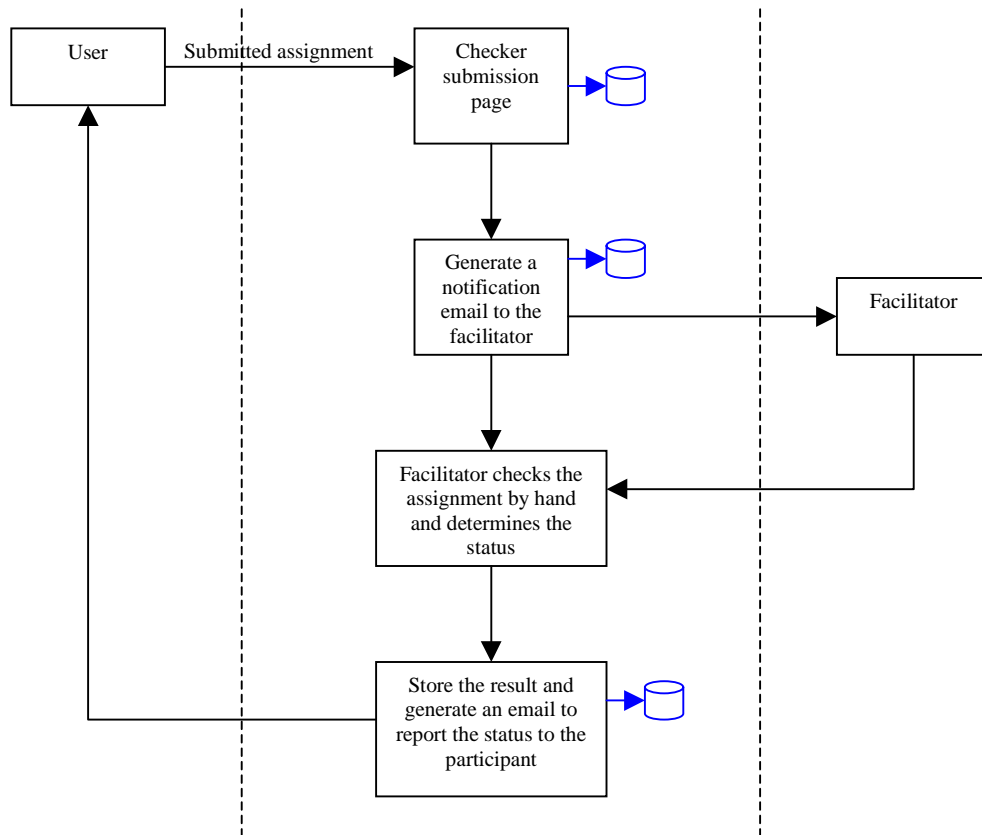 User
Submitted assignment
Checker
submission
page
Generate a
notification
email to the
facilitator
Facilitator
Facilitator checks the
assignment by hand
and determines the
status
Store the result and
generate an email to
report the status to the
participant